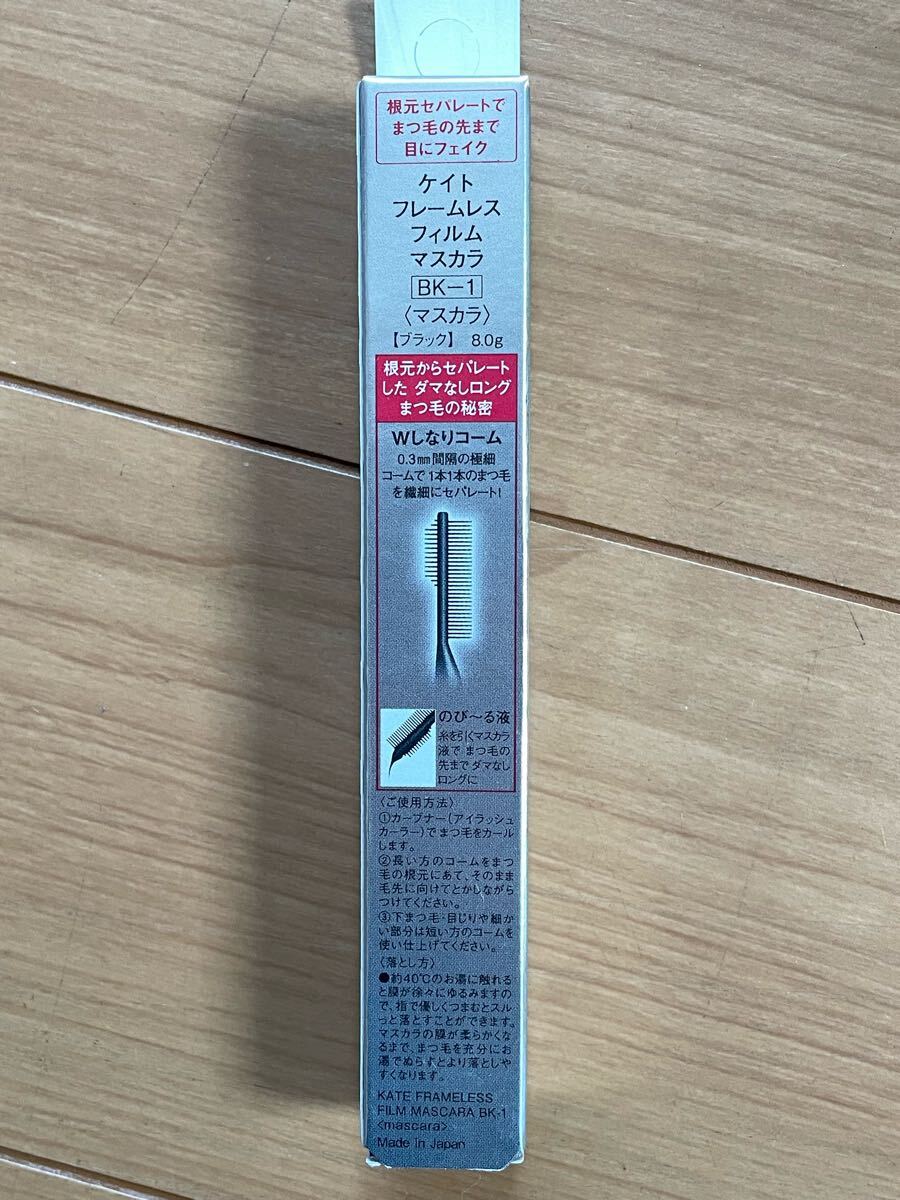 根元セパレートで
まつ毛の先まで
目にフェイク
ケイト
フレームレス
フィルム
マスカラ
BK-1
〈マスカラ〉
【ブラック】 8.0g
根元からセパレート
した ダマなしロング
まつ毛の秘密
Wしなりコーム
0.3mm間隔の極細
コームで1本1本のまつ毛
を繊細にセパレート!
のび〜る液
糸を引くマスカラ
液で まつ毛の
先まで ダマなし
ロングに
〈ご使用方法〉
①カーブナー(アイラッシュ
カーラー)でまつ毛をカール
します。
②長い方のコームをまつ
毛の根元にあて、そのまま
毛先に向けてとかしながら
つけてください。
③下まつ毛・目じりや細か
い部分は短い方のコームを
使い仕上げてください。
〈落とし方〉
●約40℃のお湯に触れる
と膜が徐々にゆるみますの
で、指で優しくつまむとスル
っと落とすことができます。
マスカラの膜が柔らかくな
るまで、まつ毛を充分にお
湯でぬらすとより落としや
すくなります。
KATE FRAMELESS
FILM MASCARA BK-1
<mascara>
Made in Japan